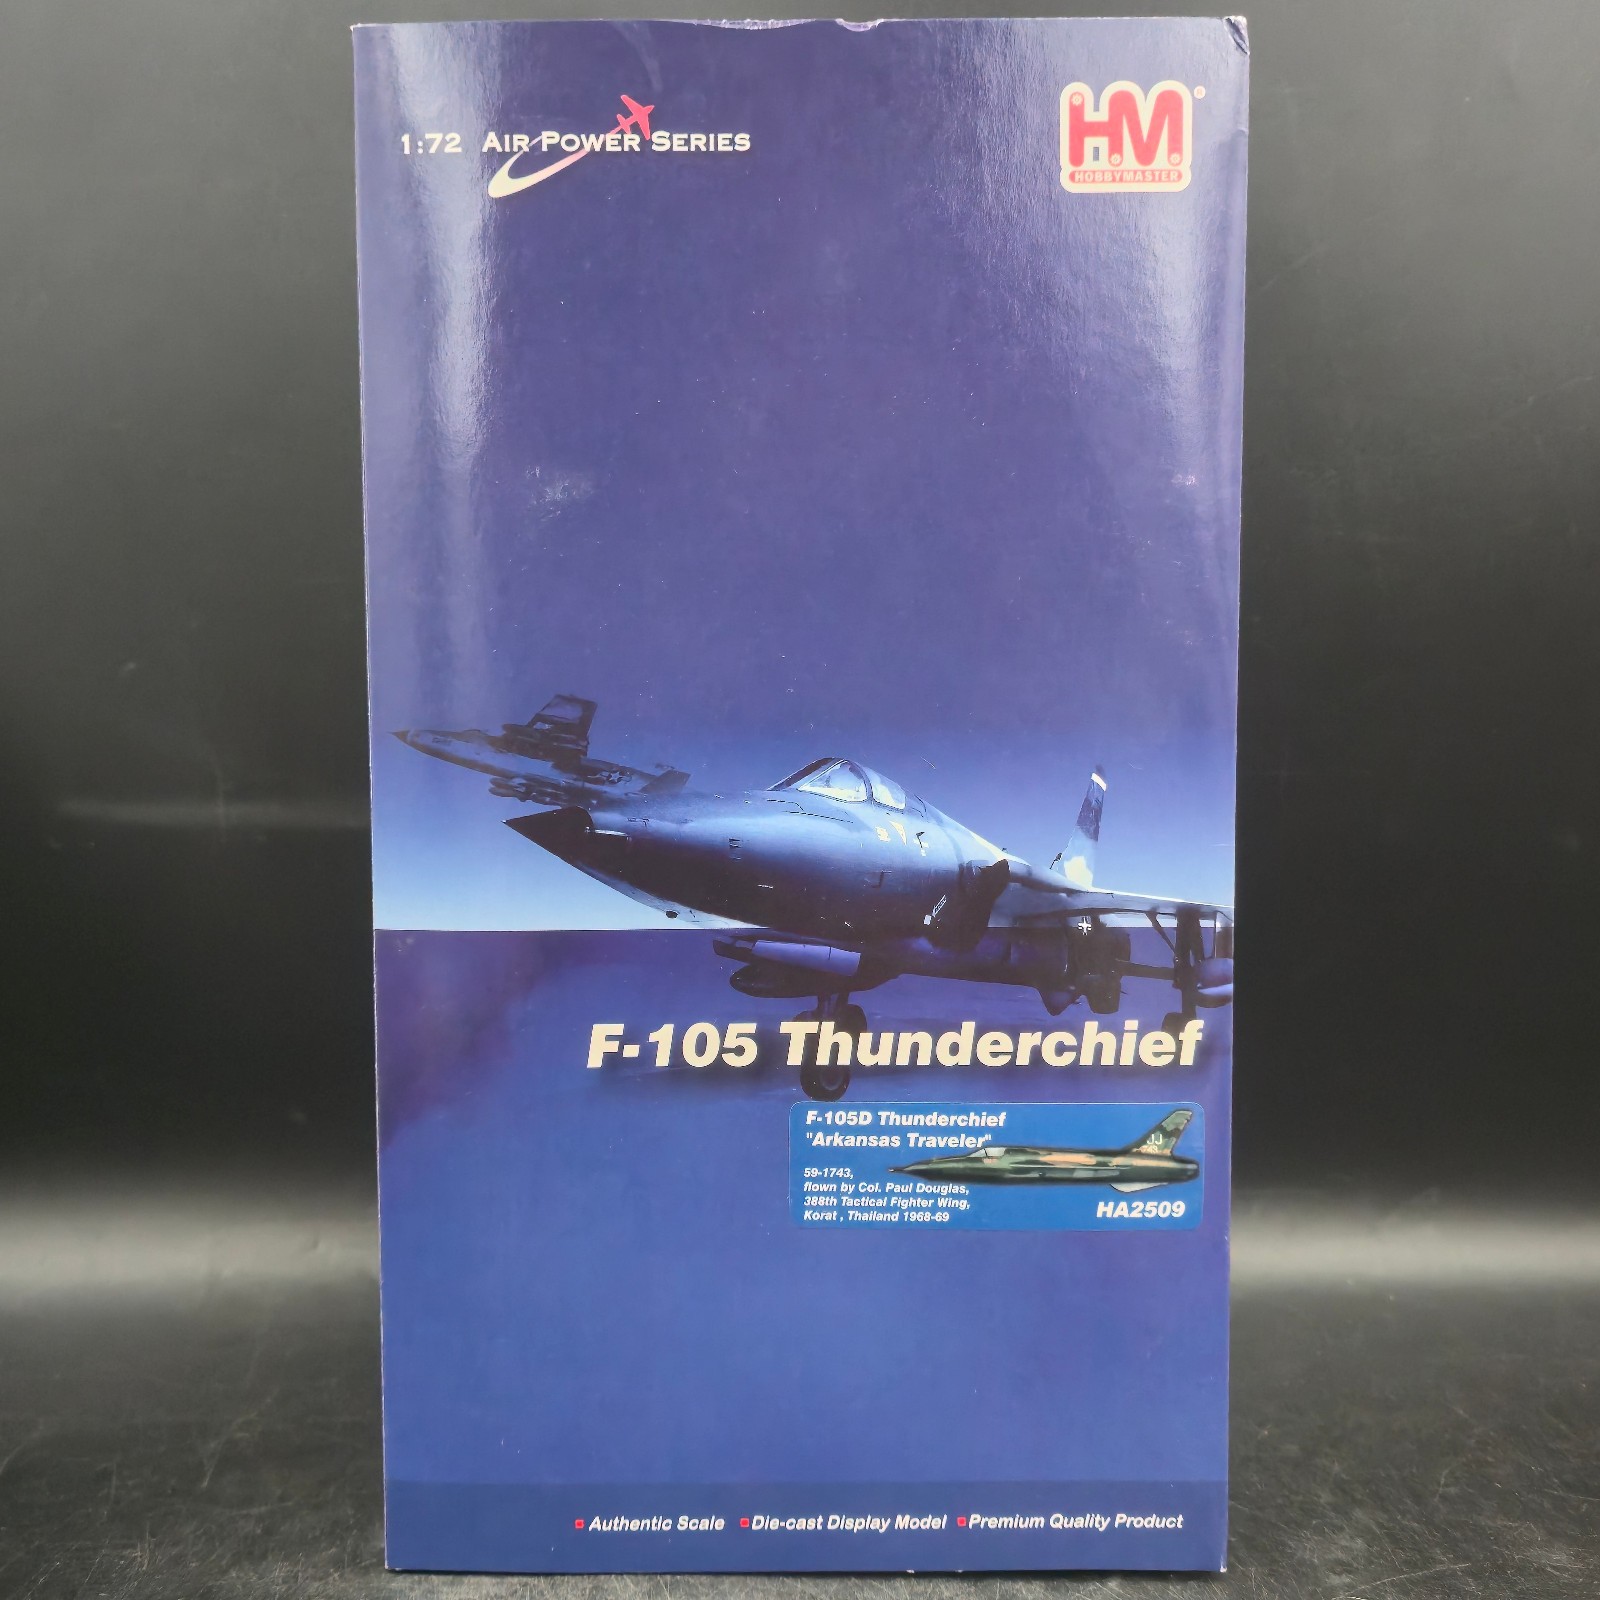 1:72 AIR POWER SERIES
HM
HOBBYMASTER
F-105 Thunderchief
F-105D Thunderchief
"Arkansas Traveler"
JJ
59-1743,
flown by Col. Paul Douglas,
388th Tactical Fighter Wing,
Korat , Thailand 1968-69
HA2509
Authentic Scale Die-cast Display Model Premium Quality Product